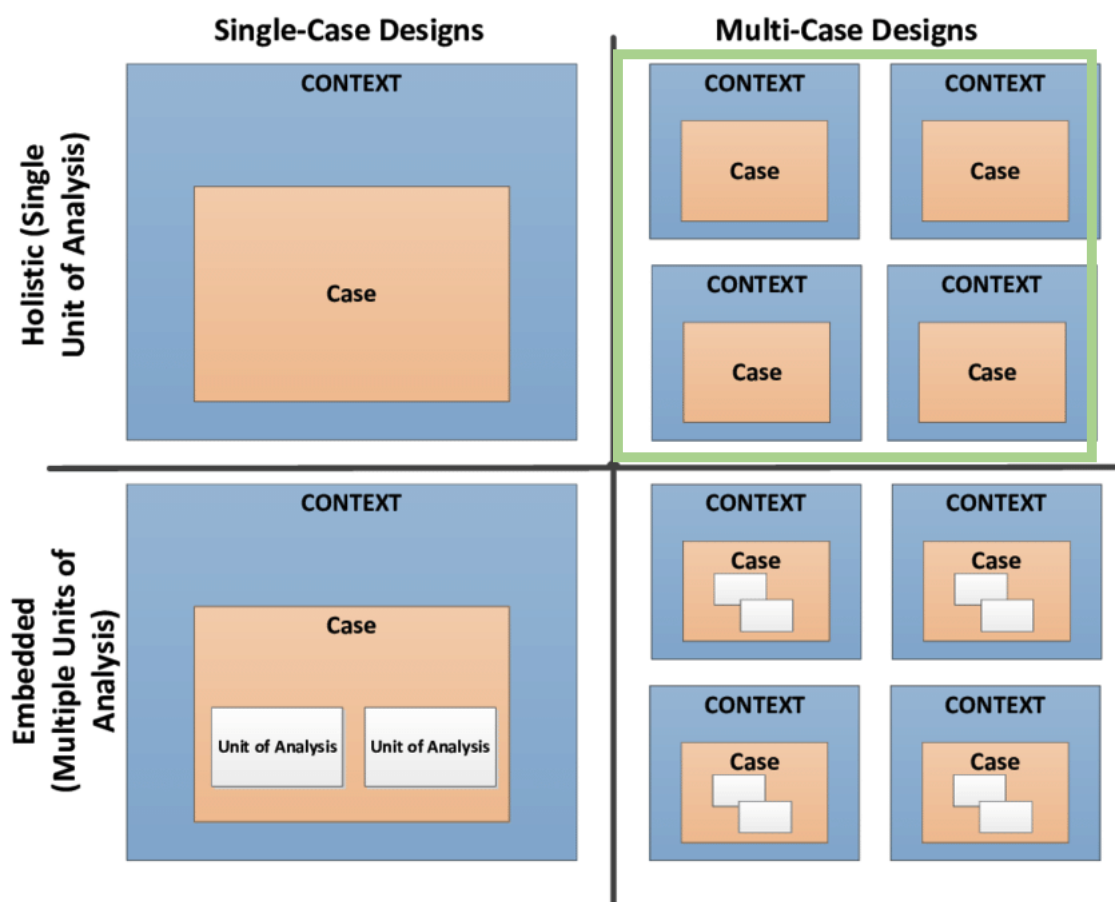 Single-Case Designs
Multi-Case Designs
Holistic (Single
Unit of Analysis)
CONTEXT
Case
CONTEXT
Case
CONTEXT
Case
CONTEXT
Case
CONTEXT
Case
Embedded
(Multiple Units of
Analysis)
CONTEXT
Case
Unit of Analysis
Unit of Analysis
CONTEXT
Case
CONTEXT
Case
CONTEXT
Case
CONTEXT
Case